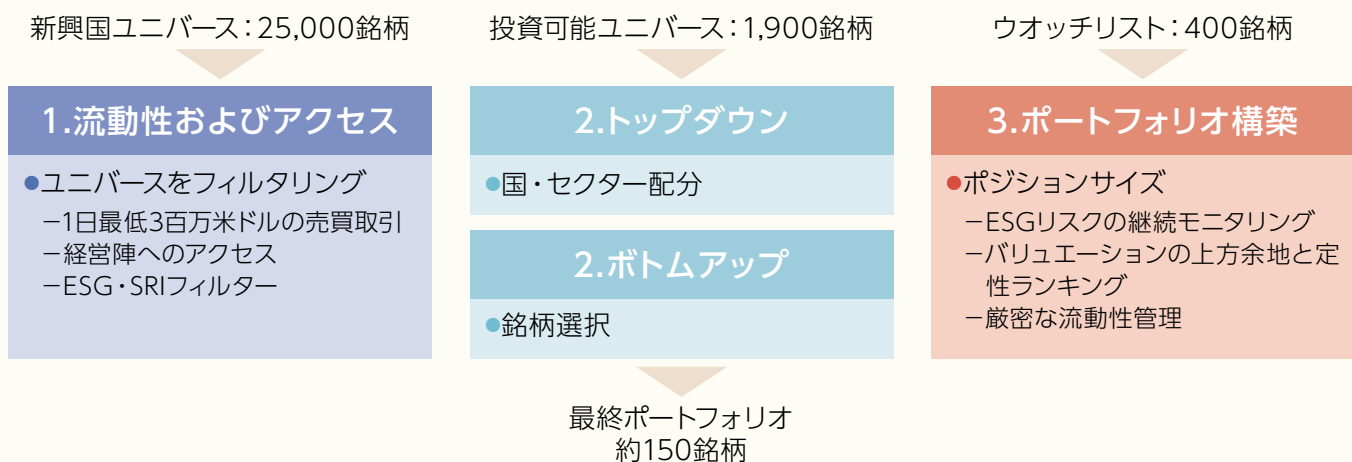 新興国ユニバース：25,000銘柄
1.流動性およびアクセス
●ユニバースをフィルタリング
－1日最低3百万米ドルの売買取引
－経営陣へのアクセス
－ESG・SRIフィルター
投資可能ユニバース：1,900銘柄
2.トップダウン
●国・セクター配分
2.ボトムアップ
●銘柄選択
ウオッチリスト：400銘柄
3.ポートフォリオ構築
●ポジションサイズ
－ESGリスクの継続モニタリング
－バリュエーションの上方余地と定
性ランキング
－厳密な流動性管理
最終ポートフォリオ
約150銘柄